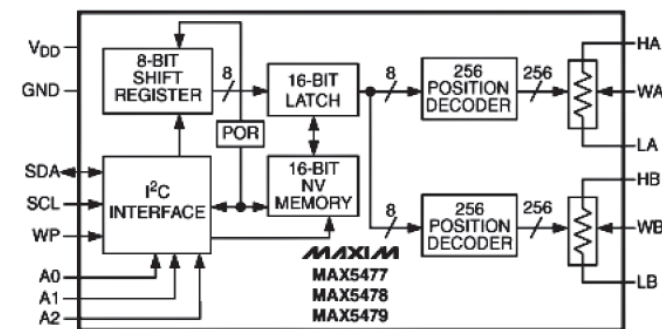 VDD
GND
SDA
SCL
WP
A0
A1
A2
8-BIT
SHIFT
REGISTER
8
POR
I2C
INTERFACE
16-BIT
LATCH
16-BIT
NV
MEMORY
8
256
POSITION
DECODER
256
8
256
POSITION
DECODER
256
MAXIM
MAX5477
MAX5478
MAX5479
HA
WA
LA
HB
WB
LB